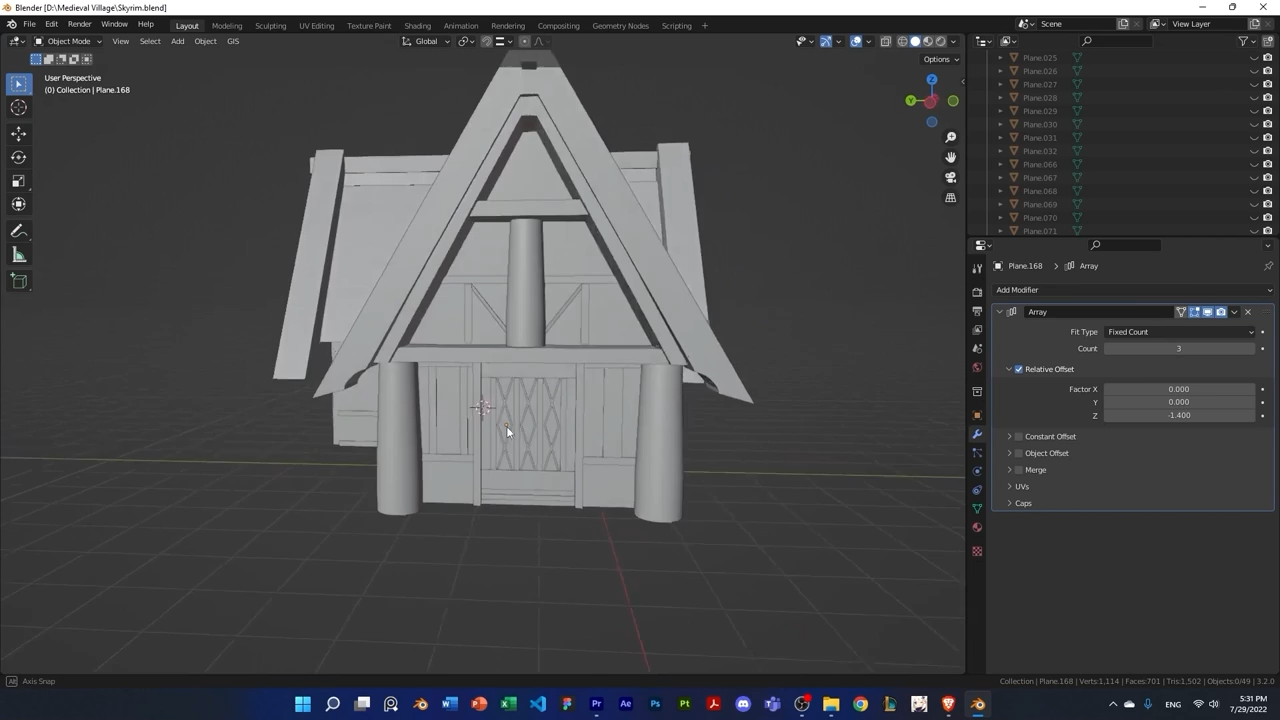 Blender [D:\Medieval Village\Skyrim.blend]
File Edit Render Window Help Layout Modeling Sculpting UV Editing Texture Paint Shading Animation Rendering Compositing Geometry Nodes Scripting + Scene View Layer
Object Mode View Select Add Object GIS Global
Options
User Perspective
(0) Collection | Plane.168
Z
Y
Plane.025
Plane.026
Plane.027
Plane.028
Plane.029
Plane.030
Plane.031
Plane.032
Plane.066
Plane.067
Plane.068
Plane.069
Plane.070
Plane.071
Plane.168 > Array
Add Modifier
Array
Fit Type Fixed Count
Count 3
Relative Offset
Factor X 0.000
Y 0.000
Z -1.400
Constant Offset
Object Offset
Merge
UVs
Caps
Axis Snap
Collection | Plane.168 | Verts:1,114 | Faces:701 | Tris:1,502 | Objects:0/49 | 3.2.0
5:31 PM
7/29/2022